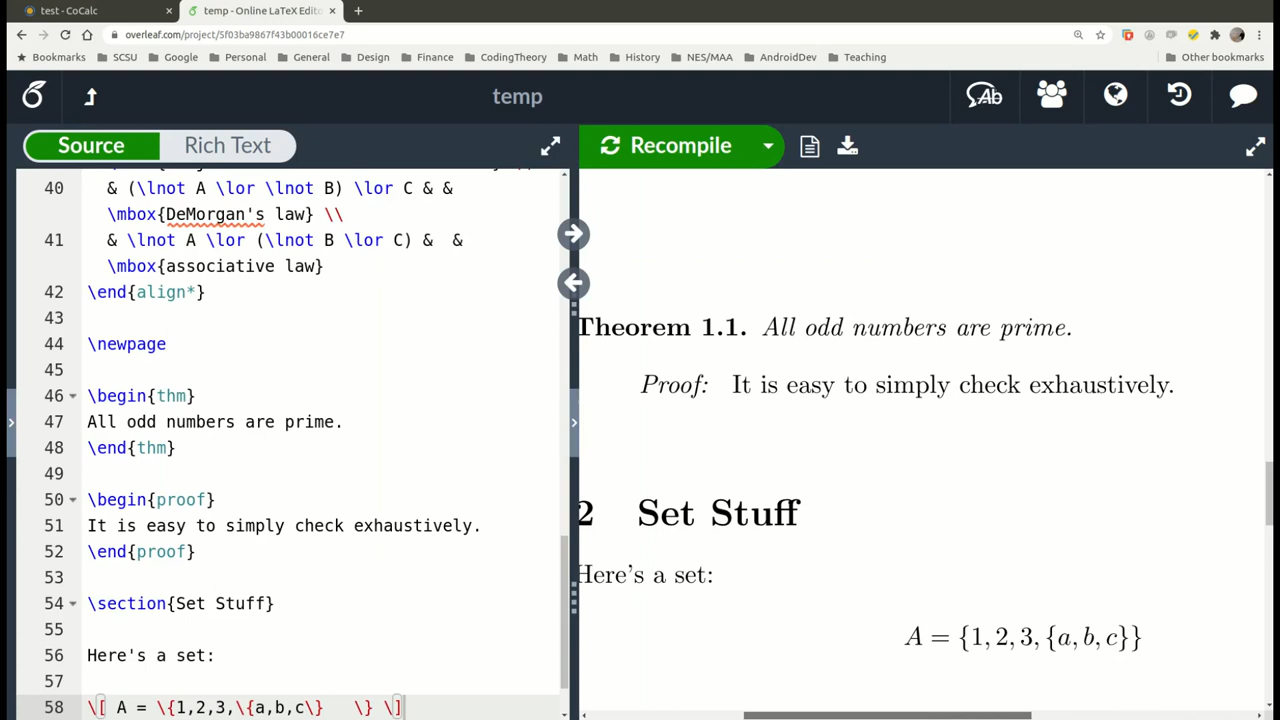 test - CoCalc
temp - Online LaTeX Edito
overleaf.com/project/5f03ba9867f43b00016ce7e7
Bookmarks SCSU Google Personal General Design Finance CodingTheory Math History NES/MAA AndroidDev Teaching Other bookmarks
temp
Source Rich Text
Recompile
40 & (\lnot A \lor \lnot B) \lor C & &
\mbox{DeMorgan's law} \\
41 & \lnot A \lor (\lnot B \lor C) & &
\mbox{associative law}
42 \end{align*}
43
44 \newpage
45
46 \begin{thm}
47 All odd numbers are prime.
48 \end{thm}
49
50 \begin{proof}
51 It is easy to simply check exhaustively.
52 \end{proof}
53
54 \section{Set Stuff}
55
56 Here's a set:
57
58 \[ A = \{1,2,3,\{a,b,c\} \} \]
Theorem 1.1. All odd numbers are prime.
Proof: It is easy to simply check exhaustively.
2 Set Stuff
Here's a set:
A = {1, 2, 3, {a, b, c}}